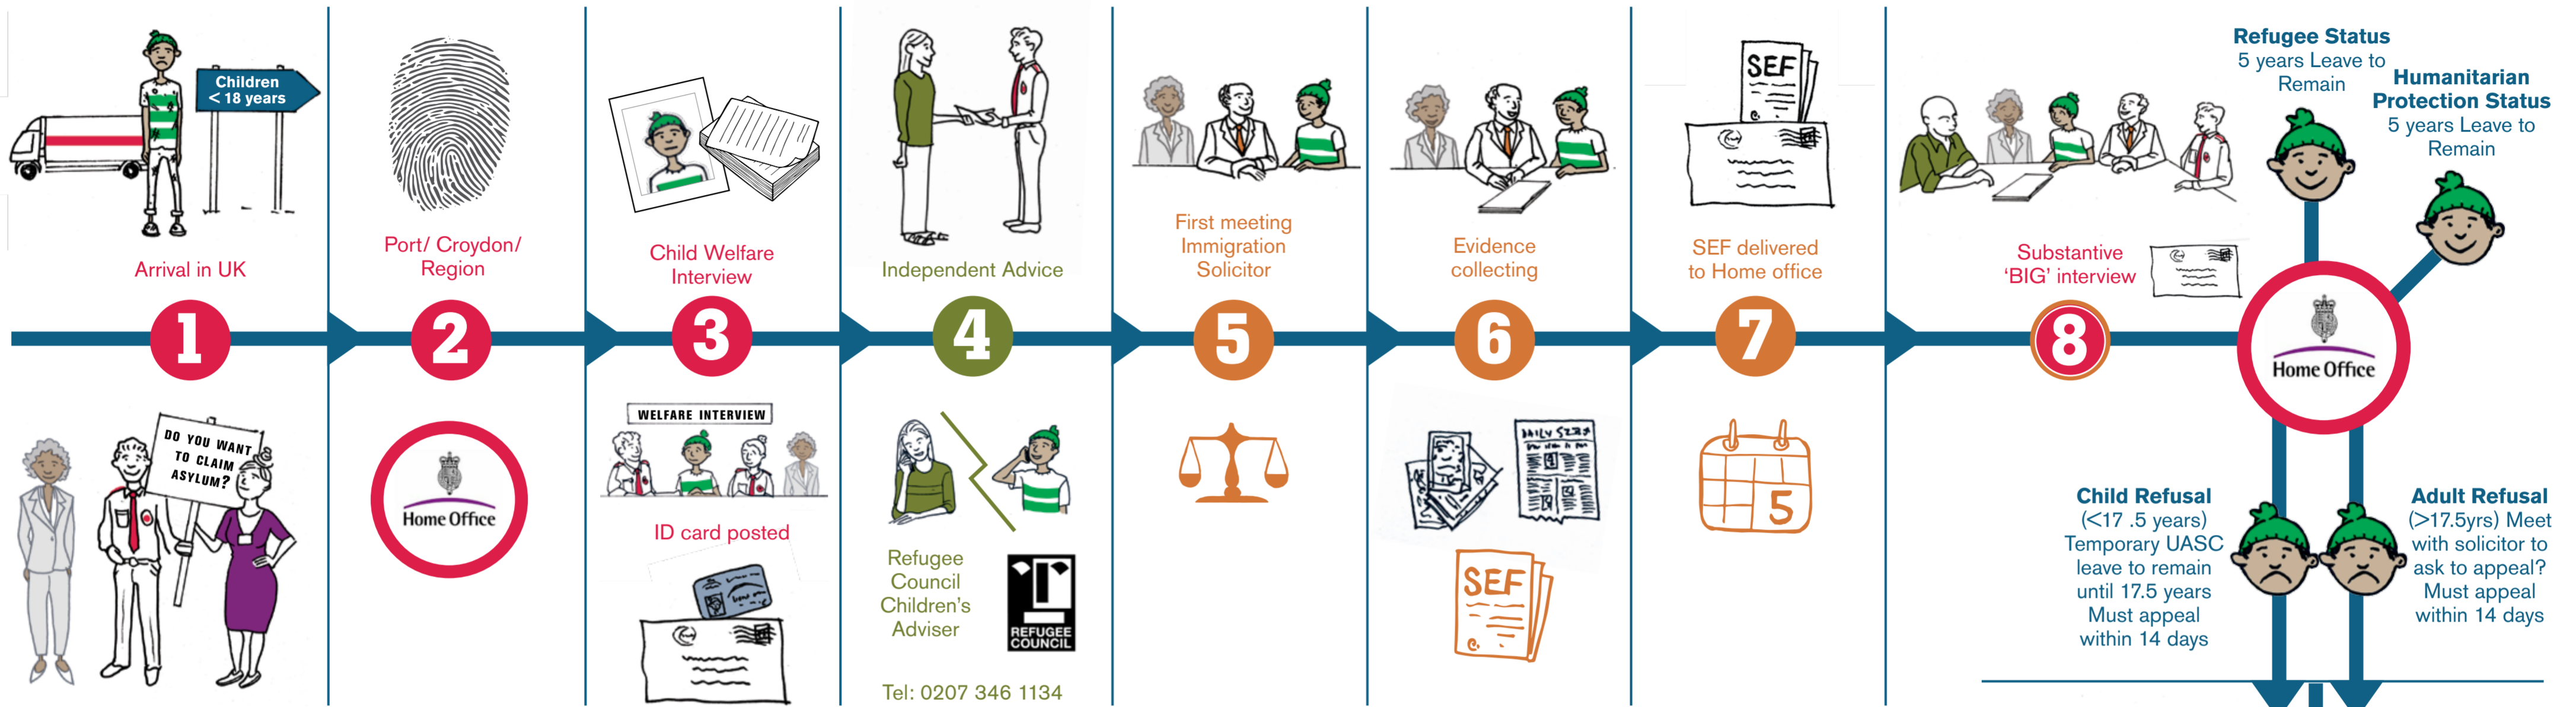 Children
< 18 years
Arrival in UK
1
DO YOU WANT
TO CLAIM
ASYLUM?
Port/ Croydon/
Region
2
Home Office
Child Welfare
Interview
3
WELFARE INTERVIEW
ID card posted
Independent Advice
4
Refugee
Council
Children's
Adviser
REFUGEE
COUNCIL
Tel: 0207 346 1134
First meeting
Immigration
Solicitor
5
Evidence
collecting
6
DAILY
SEF
SEF
SEF delivered
to Home office
7
5
Substantive
'BIG' interview
8
Refugee Status
5 years Leave to
Remain
Humanitarian
Protection Status
5 years Leave to
Remain
Home Office
Child Refusal
(<17 .5 years)
Temporary UASC
leave to remain
until 17.5 years
Must appeal
within 14 days
Adult Refusal
(>17.5yrs) Meet
with solicitor to
ask to appeal?
Must appeal
within 14 days